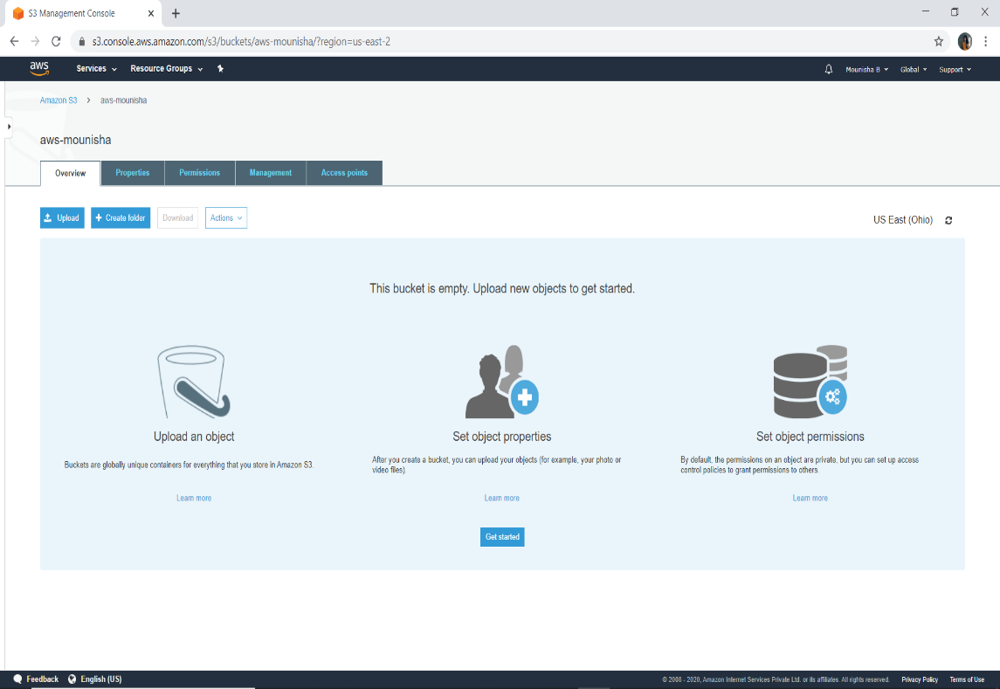 S3 Management Console
s3.console.aws.amazon.com/s3/buckets/aws-mounisha/?region=us-east-2
aws Services Resource Groups Mounisha B Global Support
Amazon S3 > aws-mounisha
aws-mounisha
Overview Properties Permissions Management Access points
Upload + Create folder Download Actions
US East (Ohio)
This bucket is empty. Upload new objects to get started.
Upload an object
Buckets are globally unique containers for everything that you store in Amazon S3.
Learn more
Set object properties
After you create a bucket, you can upload your objects (for example, your photo or
video files).
Learn more
Set object permissions
By default, the permissions on an object are private, but you can set up access
control policies to grant permissions to others.
Learn more
Get started
Feedback English (US) © 2008 - 2020, Amazon Internet Services Private Ltd. or its affiliates. All rights reserved. Privacy Policy Terms of Use